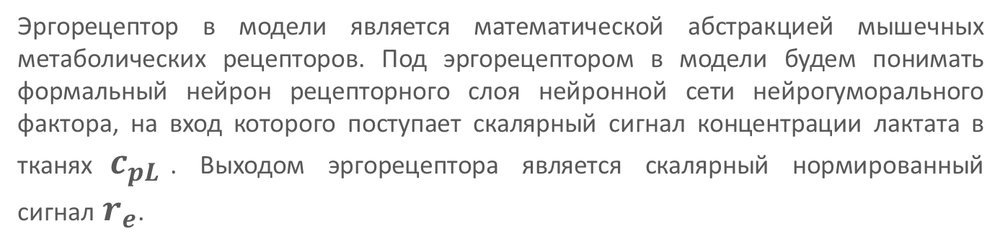 Эргорецептор в модели является математической абстракцией мышечных
метаболических рецепторов. Под эргорецептором в модели будем понимать
формальный нейрон рецепторного слоя нейронной сети нейрогуморального
фактора, на вход которого поступает скалярный сигнал концентрации лактата в
тканях c_{pL} . Выходом эргорецептора является скалярный нормированный
сигнал r_e.